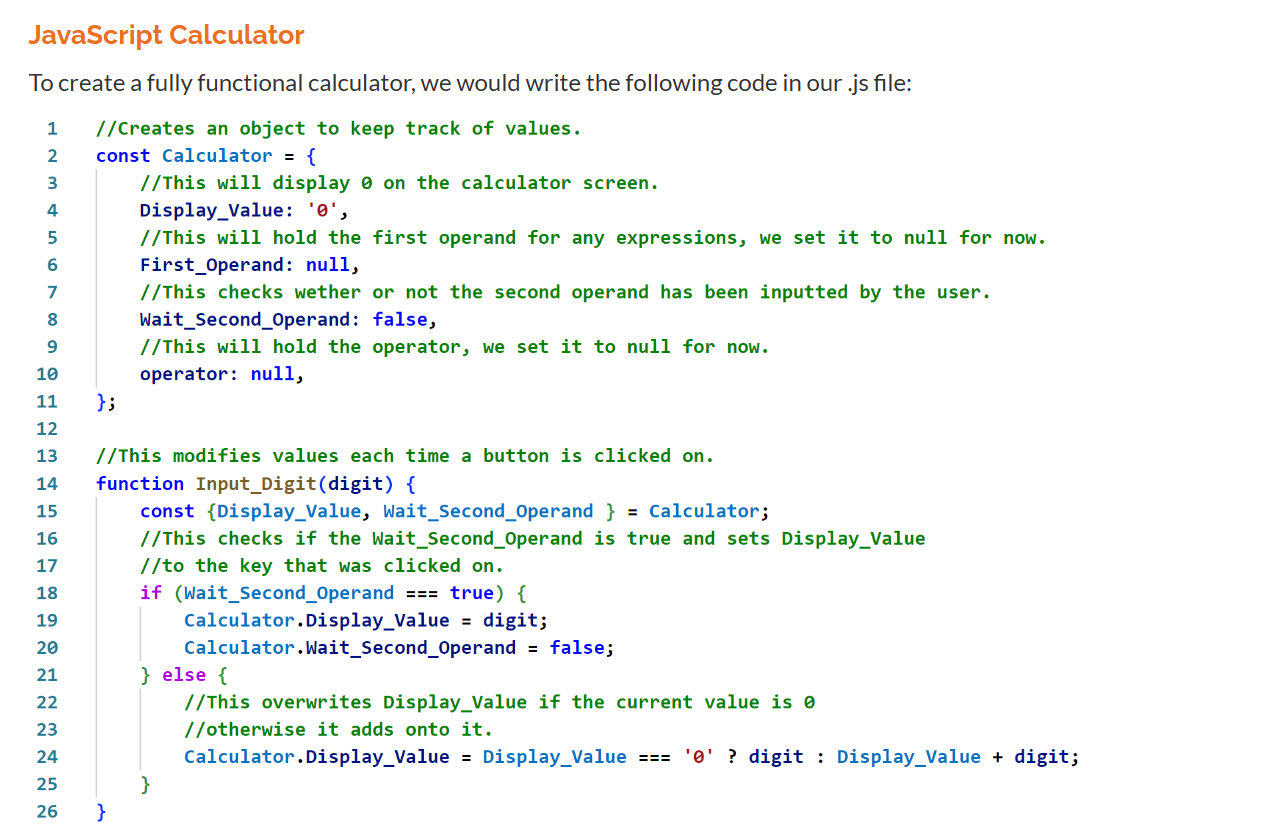 JavaScript Calculator
To create a fully functional calculator, we would write the following code in our .js file:
1 //Creates an object to keep track of values.
2 const Calculator = {
3 //This will display 0 on the calculator screen.
4 Display_Value: '0',
5 //This will hold the first operand for any expressions, we set it to null for now.
6 First_Operand: null,
7 //This checks wether or not the second operand has been inputted by the user.
8 Wait_Second_Operand: false,
9 //This will hold the operator, we set it to null for now.
10 operator: null,
11 };
12
13 //This modifies values each time a button is clicked on.
14 function Input_Digit(digit) {
15 const {Display_Value, Wait_Second_Operand } = Calculator;
16 //This checks if the Wait_Second_Operand is true and sets Display_Value
17 //to the key that was clicked on.
18 if (Wait_Second_Operand === true) {
19 Calculator.Display_Value = digit;
20 Calculator.Wait_Second_Operand = false;
21 } else {
22 //This overwrites Display_Value if the current value is 0
23 //otherwise it adds onto it.
24 Calculator.Display_Value = Display_Value === '0' ? digit : Display_Value + digit;
25 }
26 }